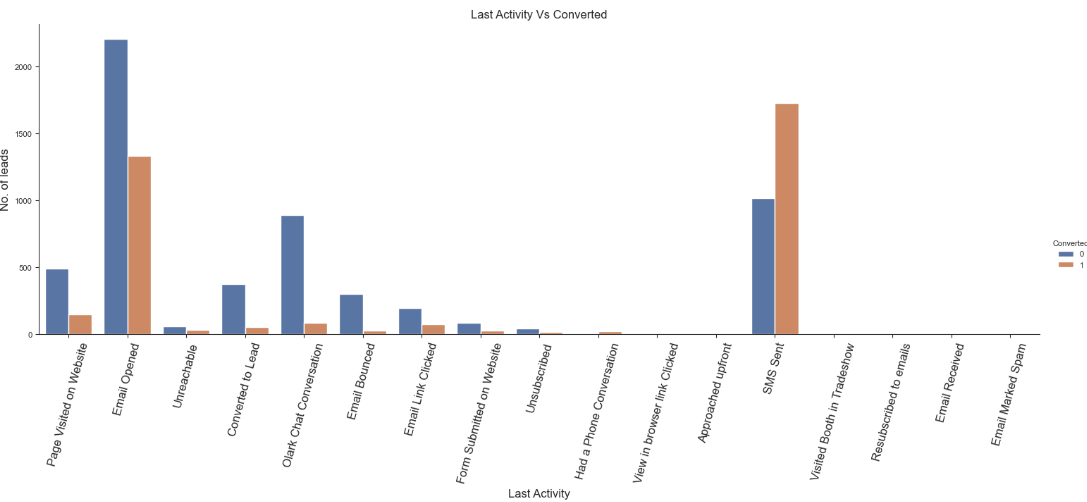 Last Activity Vs Converted
No. of leads
2000
1500
1000
500
0
Converted
0
1
Page Visited on Website
Email Opened
Unreachable
Converted to Lead
Olark Chat Conversation
Email Bounced
Email Link Clicked
Form Submitted on Website
Unsubscribed
Had a Phone Conversation
View in browser link Clicked
Approached upfront
SMS Sent
Visited Booth in Tradeshow
Resubscribed to emails
Email Received
Email Marked Spam
Last Activity